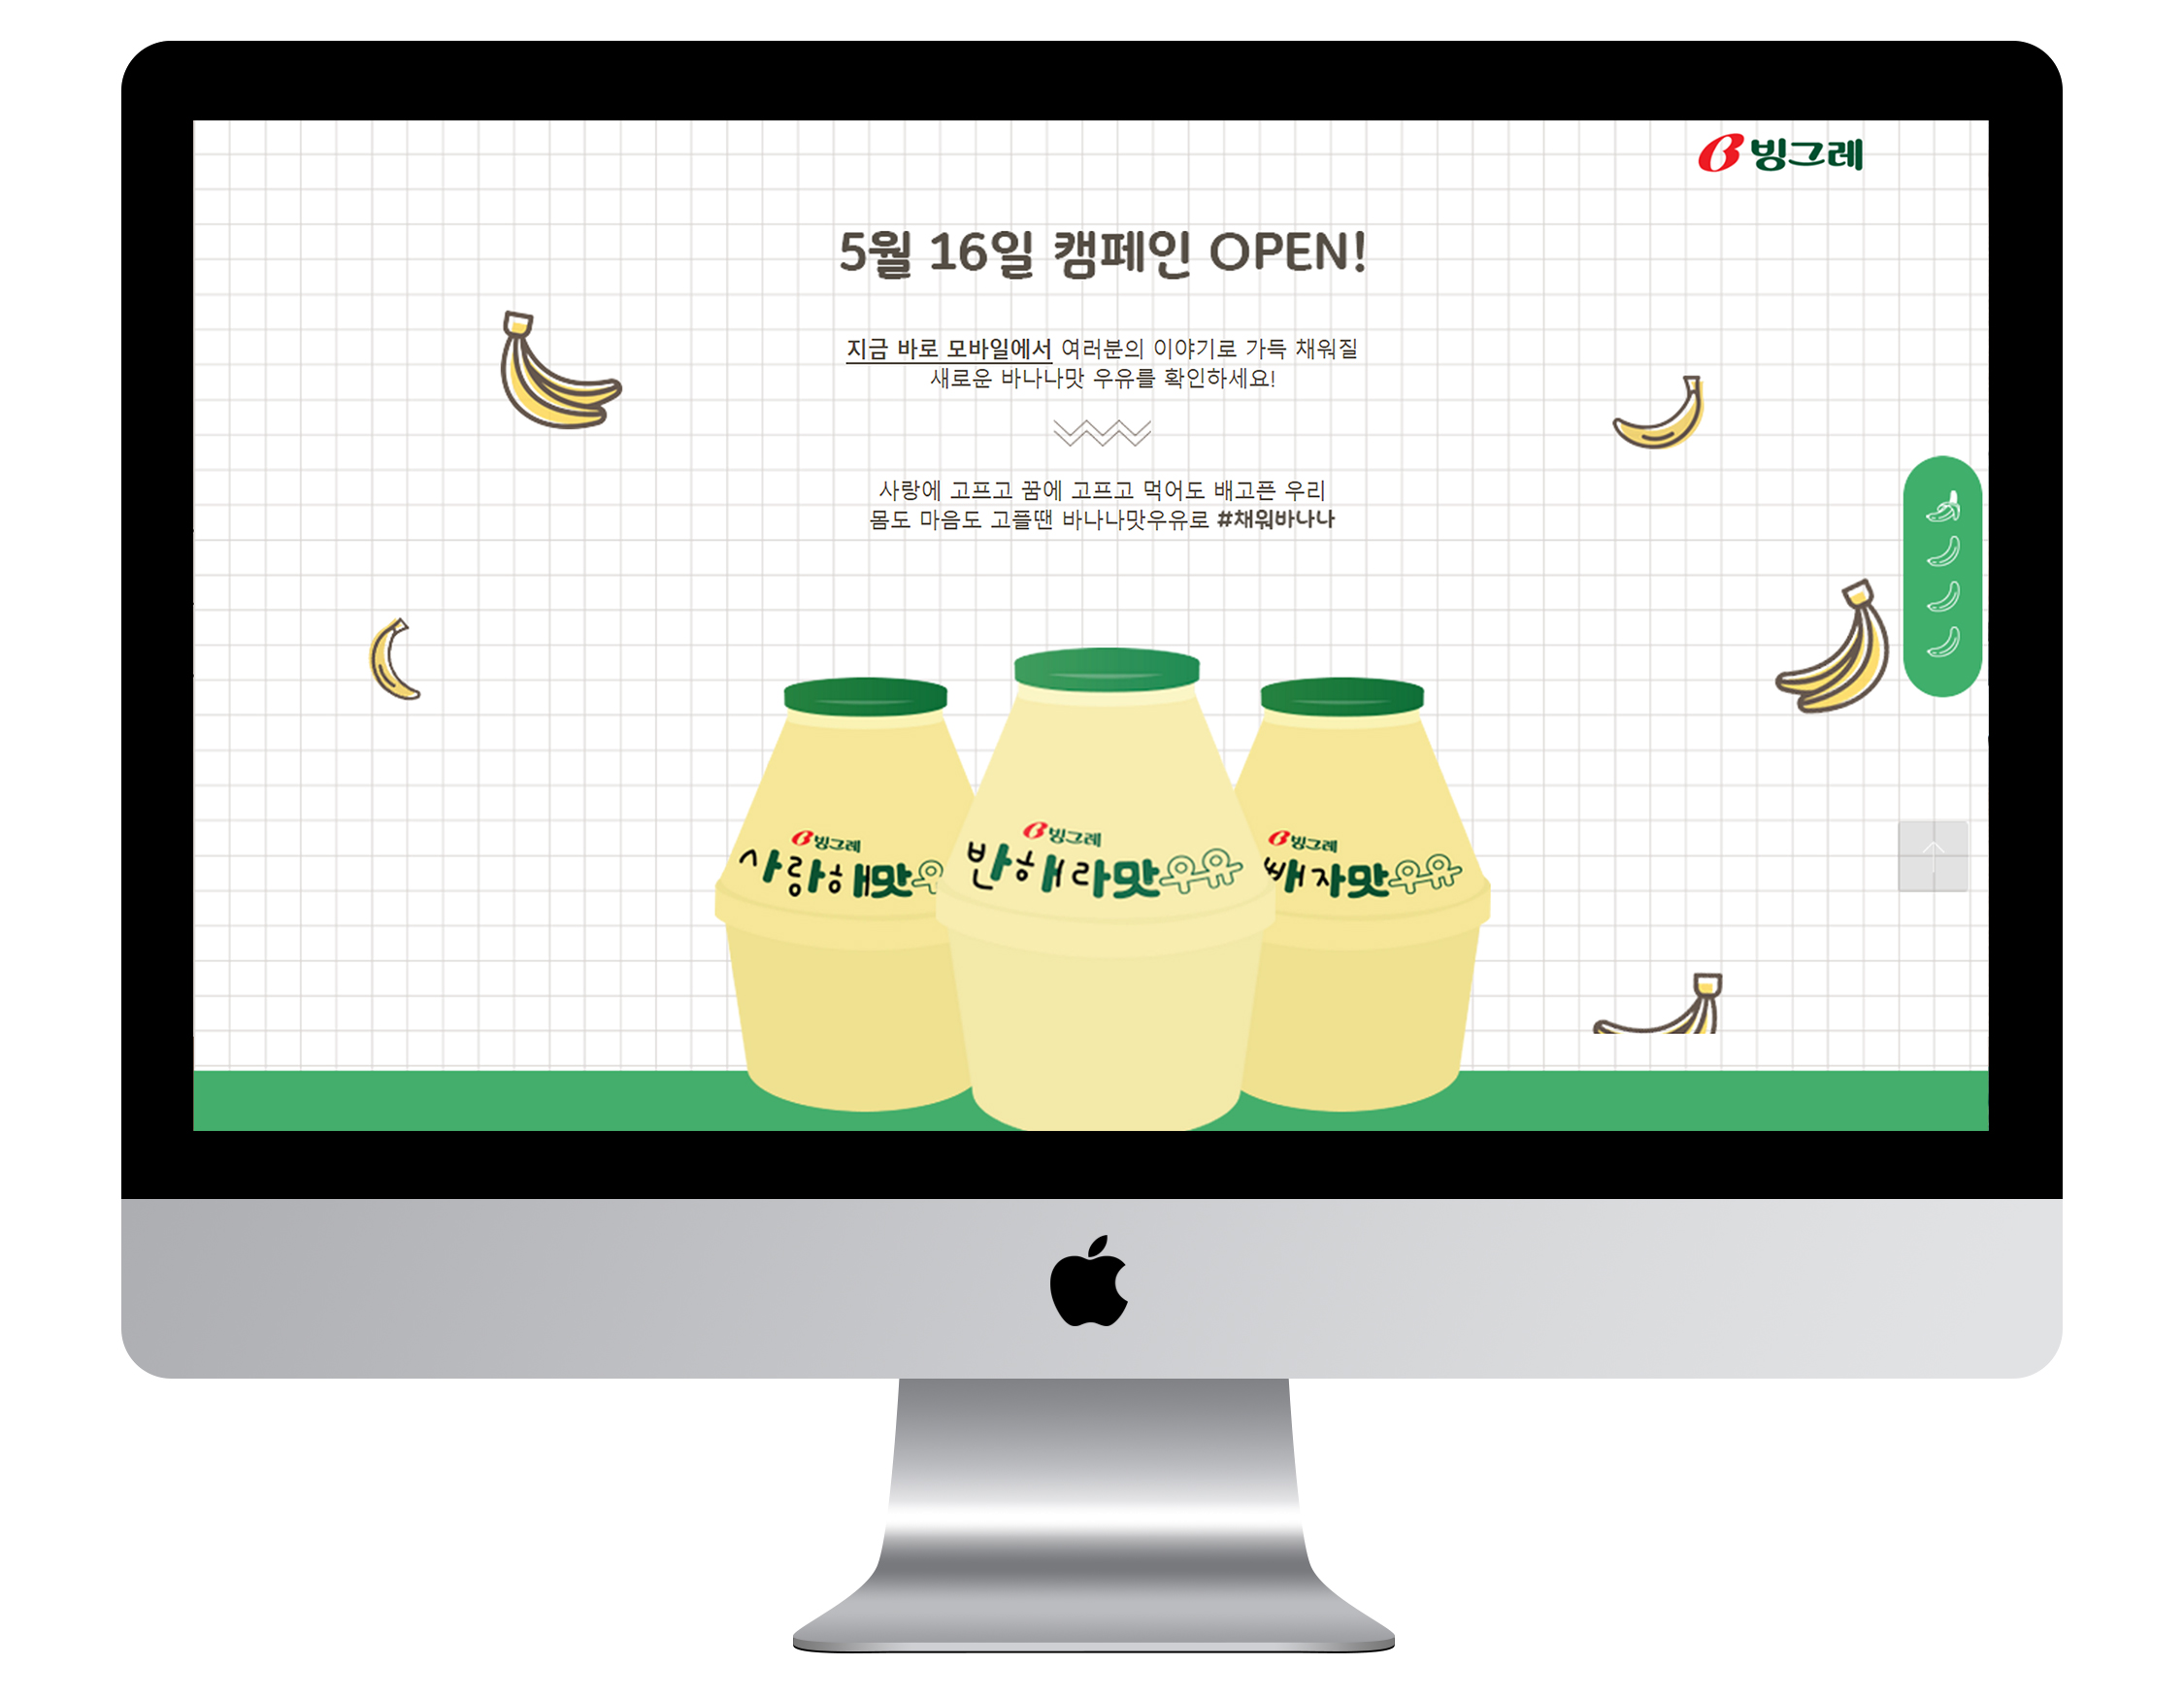 빙그레
5월 16일 캠페인 OPEN!
지금 바로 모바일에서 여러분의 이야기로 가득 채워질
새로운 바나나맛 우유를 확인하세요!
사랑에 고프고 꿈에 고프고 먹어도 배고픈 우리
몸도 마음도 고플땐 바나나맛우유로 #채워바나나
빙그레
사랑해맛우
빙그레
반해라맛우유
빙그레
빼자맛우유